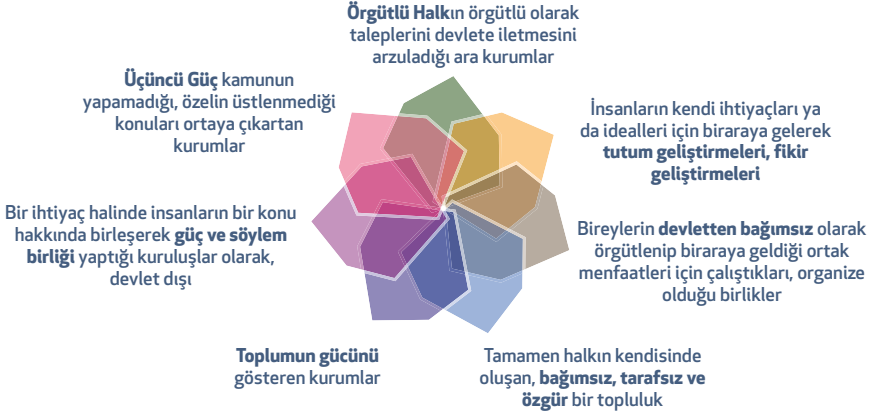 Örgütlü Halkın örgütlü olarak
taleplerini devlete iletmesini
arzuladığı ara kurumlar
Üçüncü Güç kamunun
yapamadığı, özelin üstlenmediği
konuları ortaya çıkartan
kurumlar
İnsanların kendi ihtiyaçları ya
da idealleri için biraraya gelerek
tutum geliştirmeleri, fikir
geliştirmeleri
Bir ihtiyaç halinde insanların bir konu
hakkında birleşerek güç ve söylem
birliği yaptığı kuruluşlar olarak,
devlet dışı
Bireylerin devletten bağımsız olarak
örgütlenip biraraya geldiği ortak
menfaatleri için çalıştıkları, organize
olduğu birlikler
Toplumun gücünü
gösteren kurumlar
Tamamen halkın kendisinde
oluşan, bağımsız, tarafsız ve
özgür bir topluluk